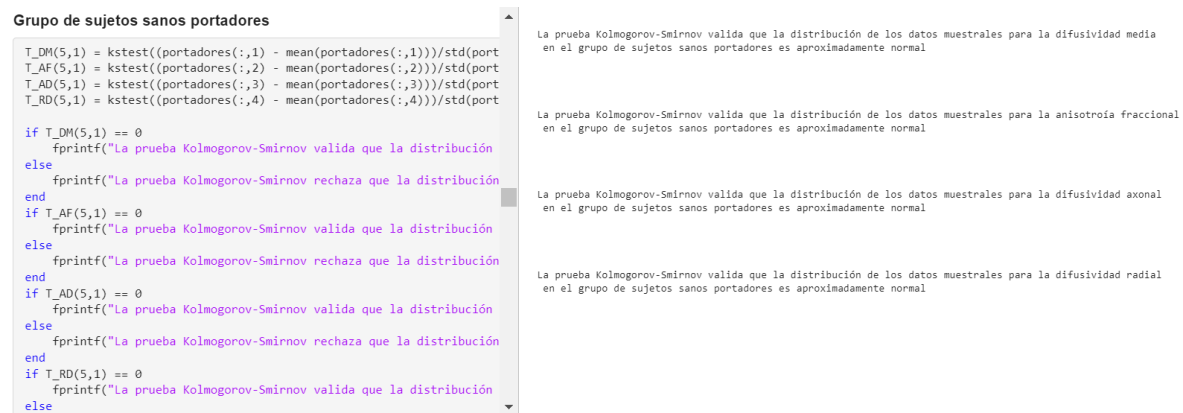 Grupo de sujetos sanos portadores
T_DM(5,1) = kstest((portadores(:,1) - mean(portadores(:,1)))/std(port
T_AF(5,1) = kstest((portadores(:,2) - mean(portadores(:,2)))/std(port
T_AD(5,1) = kstest((portadores(:,3) - mean(portadores(:,3)))/std(port
T_RD(5,1) = kstest((portadores(:,4) - mean(portadores(:,4)))/std(port
if T_DM(5,1) == 0
fprintf("La prueba Kolmogorov-Smirnov valida que la distribución
else
fprintf("La prueba Kolmogorov-Smirnov rechaza que la distribución
end
if T_AF(5,1) == 0
fprintf("La prueba Kolmogorov-Smirnov valida que la distribución
else
fprintf("La prueba Kolmogorov-Smirnov rechaza que la distribución
end
if T_AD(5,1) == 0
fprintf("La prueba Kolmogorov-Smirnov valida que la distribución
else
fprintf("La prueba Kolmogorov-Smirnov rechaza que la distribución
end
if T_RD(5,1) == 0
fprintf("La prueba Kolmogorov-Smirnov valida que la distribución
else
La prueba Kolmogorov-Smirnov valida que la distribución de los datos muestrales para la difusividad media
en el grupo de sujetos sanos portadores es aproximadamente normal
La prueba Kolmogorov-Smirnov valida que la distribución de los datos muestrales para la anisotroía fraccional
en el grupo de sujetos sanos portadores es aproximadamente normal
La prueba Kolmogorov-Smirnov valida que la distribución de los datos muestrales para la difusividad axonal
en el grupo de sujetos sanos portadores es aproximadamente normal
La prueba Kolmogorov-Smirnov valida que la distribución de los datos muestrales para la difusividad radial
en el grupo de sujetos sanos portadores es aproximadamente normal